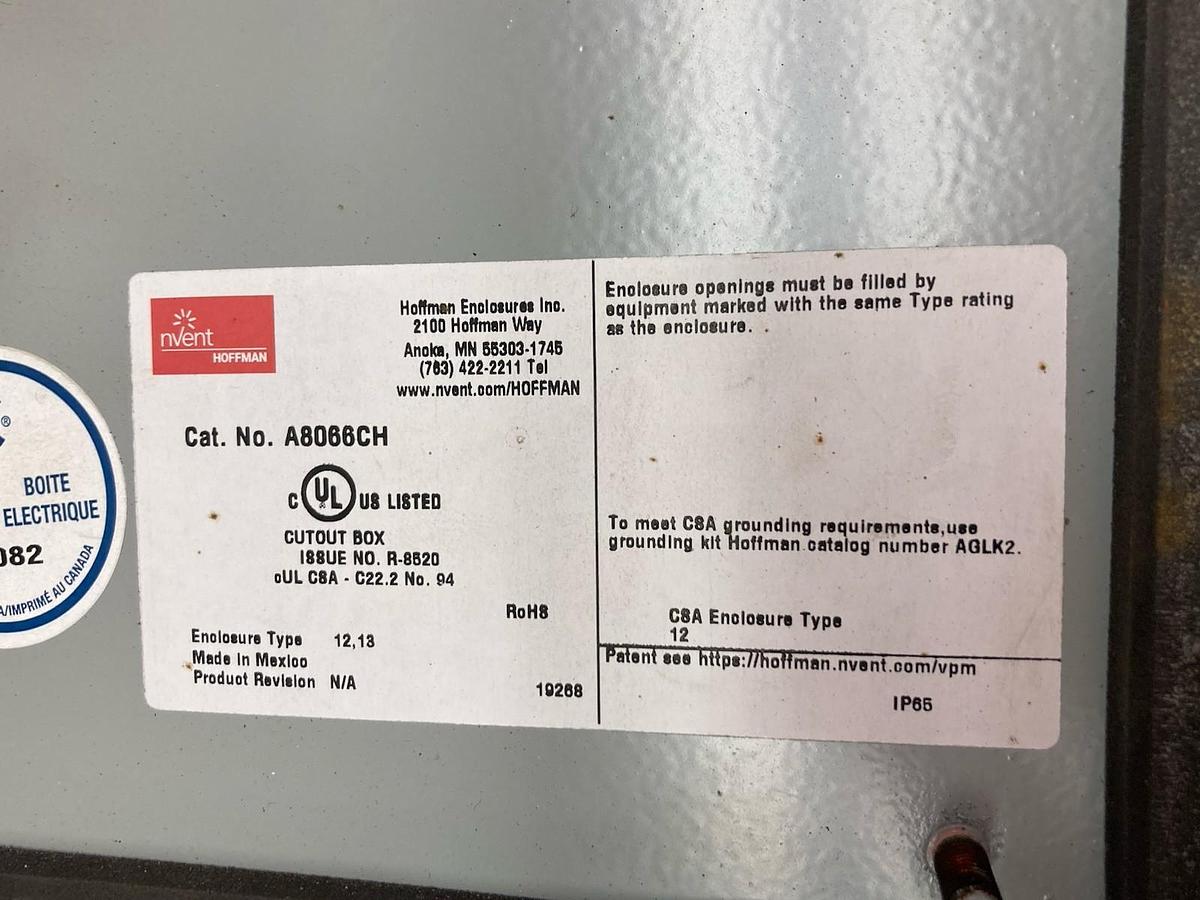 ®
BOITE
ELECTRIQUE
082
A/IMPRIMÉ AU CANADA
nVent
HOFFMAN
Hoffman Enclosures Inc.
2100 Hoffman Way
Anoka, MN 55303-1745
(763) 422-2211 Tel
www.nvent.com/HOFFMAN
Cat. No. A8066CH
C UL US LISTED
CUTOUT BOX
ISSUE NO. R-8520
cUL CSA - C22.2 No. 94
RoHS
Enclosure Type 12,13
Made In Mexico
Product Revision N/A
19268
Enclosure openings must be filled by
equipment marked with the same Type rating
as the enclosure.
To meet CSA grounding requirements,use
grounding kit Hoffman catalog number AGLK2.
CSA Enclosure Type
12
Patent see https://hoffman.nvent.com/vpm
IP65